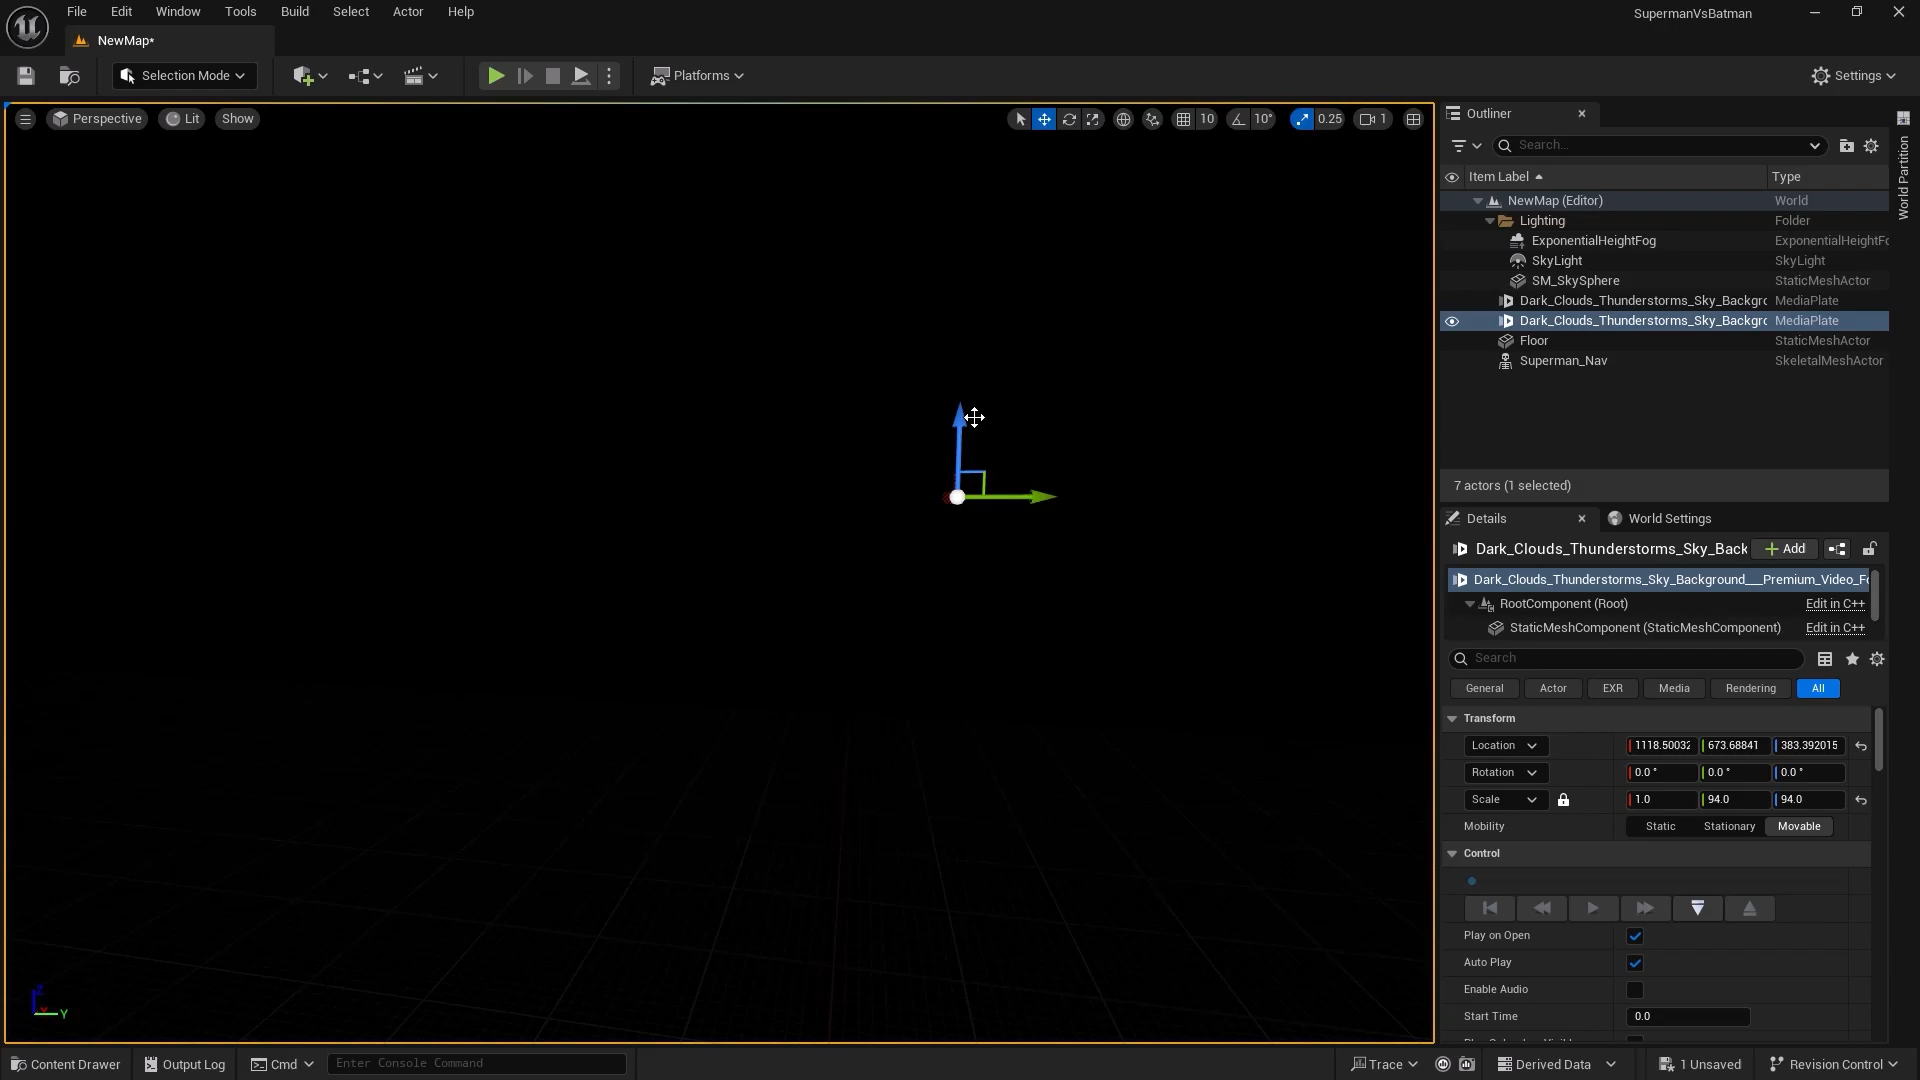 File Edit Window Tools Build Select Actor Help
SupermanVsBatman
NewMap*
Selection Mode
Platforms
Settings
Perspective Lit Show
10 10° 0.25 1
Outliner
Search...
Item Label Type
NewMap (Editor) World
Lighting Folder
ExponentialHeightFog ExponentialHeightFo
SkyLight SkyLight
SM_SkySphere StaticMeshActor
Dark_Clouds_Thunderstorms_Sky_Backgro MediaPlate
Dark_Clouds_Thunderstorms_Sky_Backgro MediaPlate
Floor StaticMeshActor
Superman_Nav SkeletalMeshActor
World Partition
7 actors (1 selected)
Details World Settings
Dark_Clouds_Thunderstorms_Sky_Back Add
Dark_Clouds_Thunderstorms_Sky_Background___Premium_Video_Fo
RootComponent (Root) Edit in C++
StaticMeshComponent (StaticMeshComponent) Edit in C++
Search
General Actor EXR Media Rendering All
Transform
Location 1118.50032 673.68841 383.392015
Rotation 0.0 ° 0.0 ° 0.0 °
Scale 1.0 94.0 94.0
Mobility Static Stationary Movable
Control
Play on Open
Auto Play
Enable Audio
Start Time 0.0
Z
Y
Content Drawer Output Log Cmd Enter Console Command
Trace Derived Data 1 Unsaved Revision Control